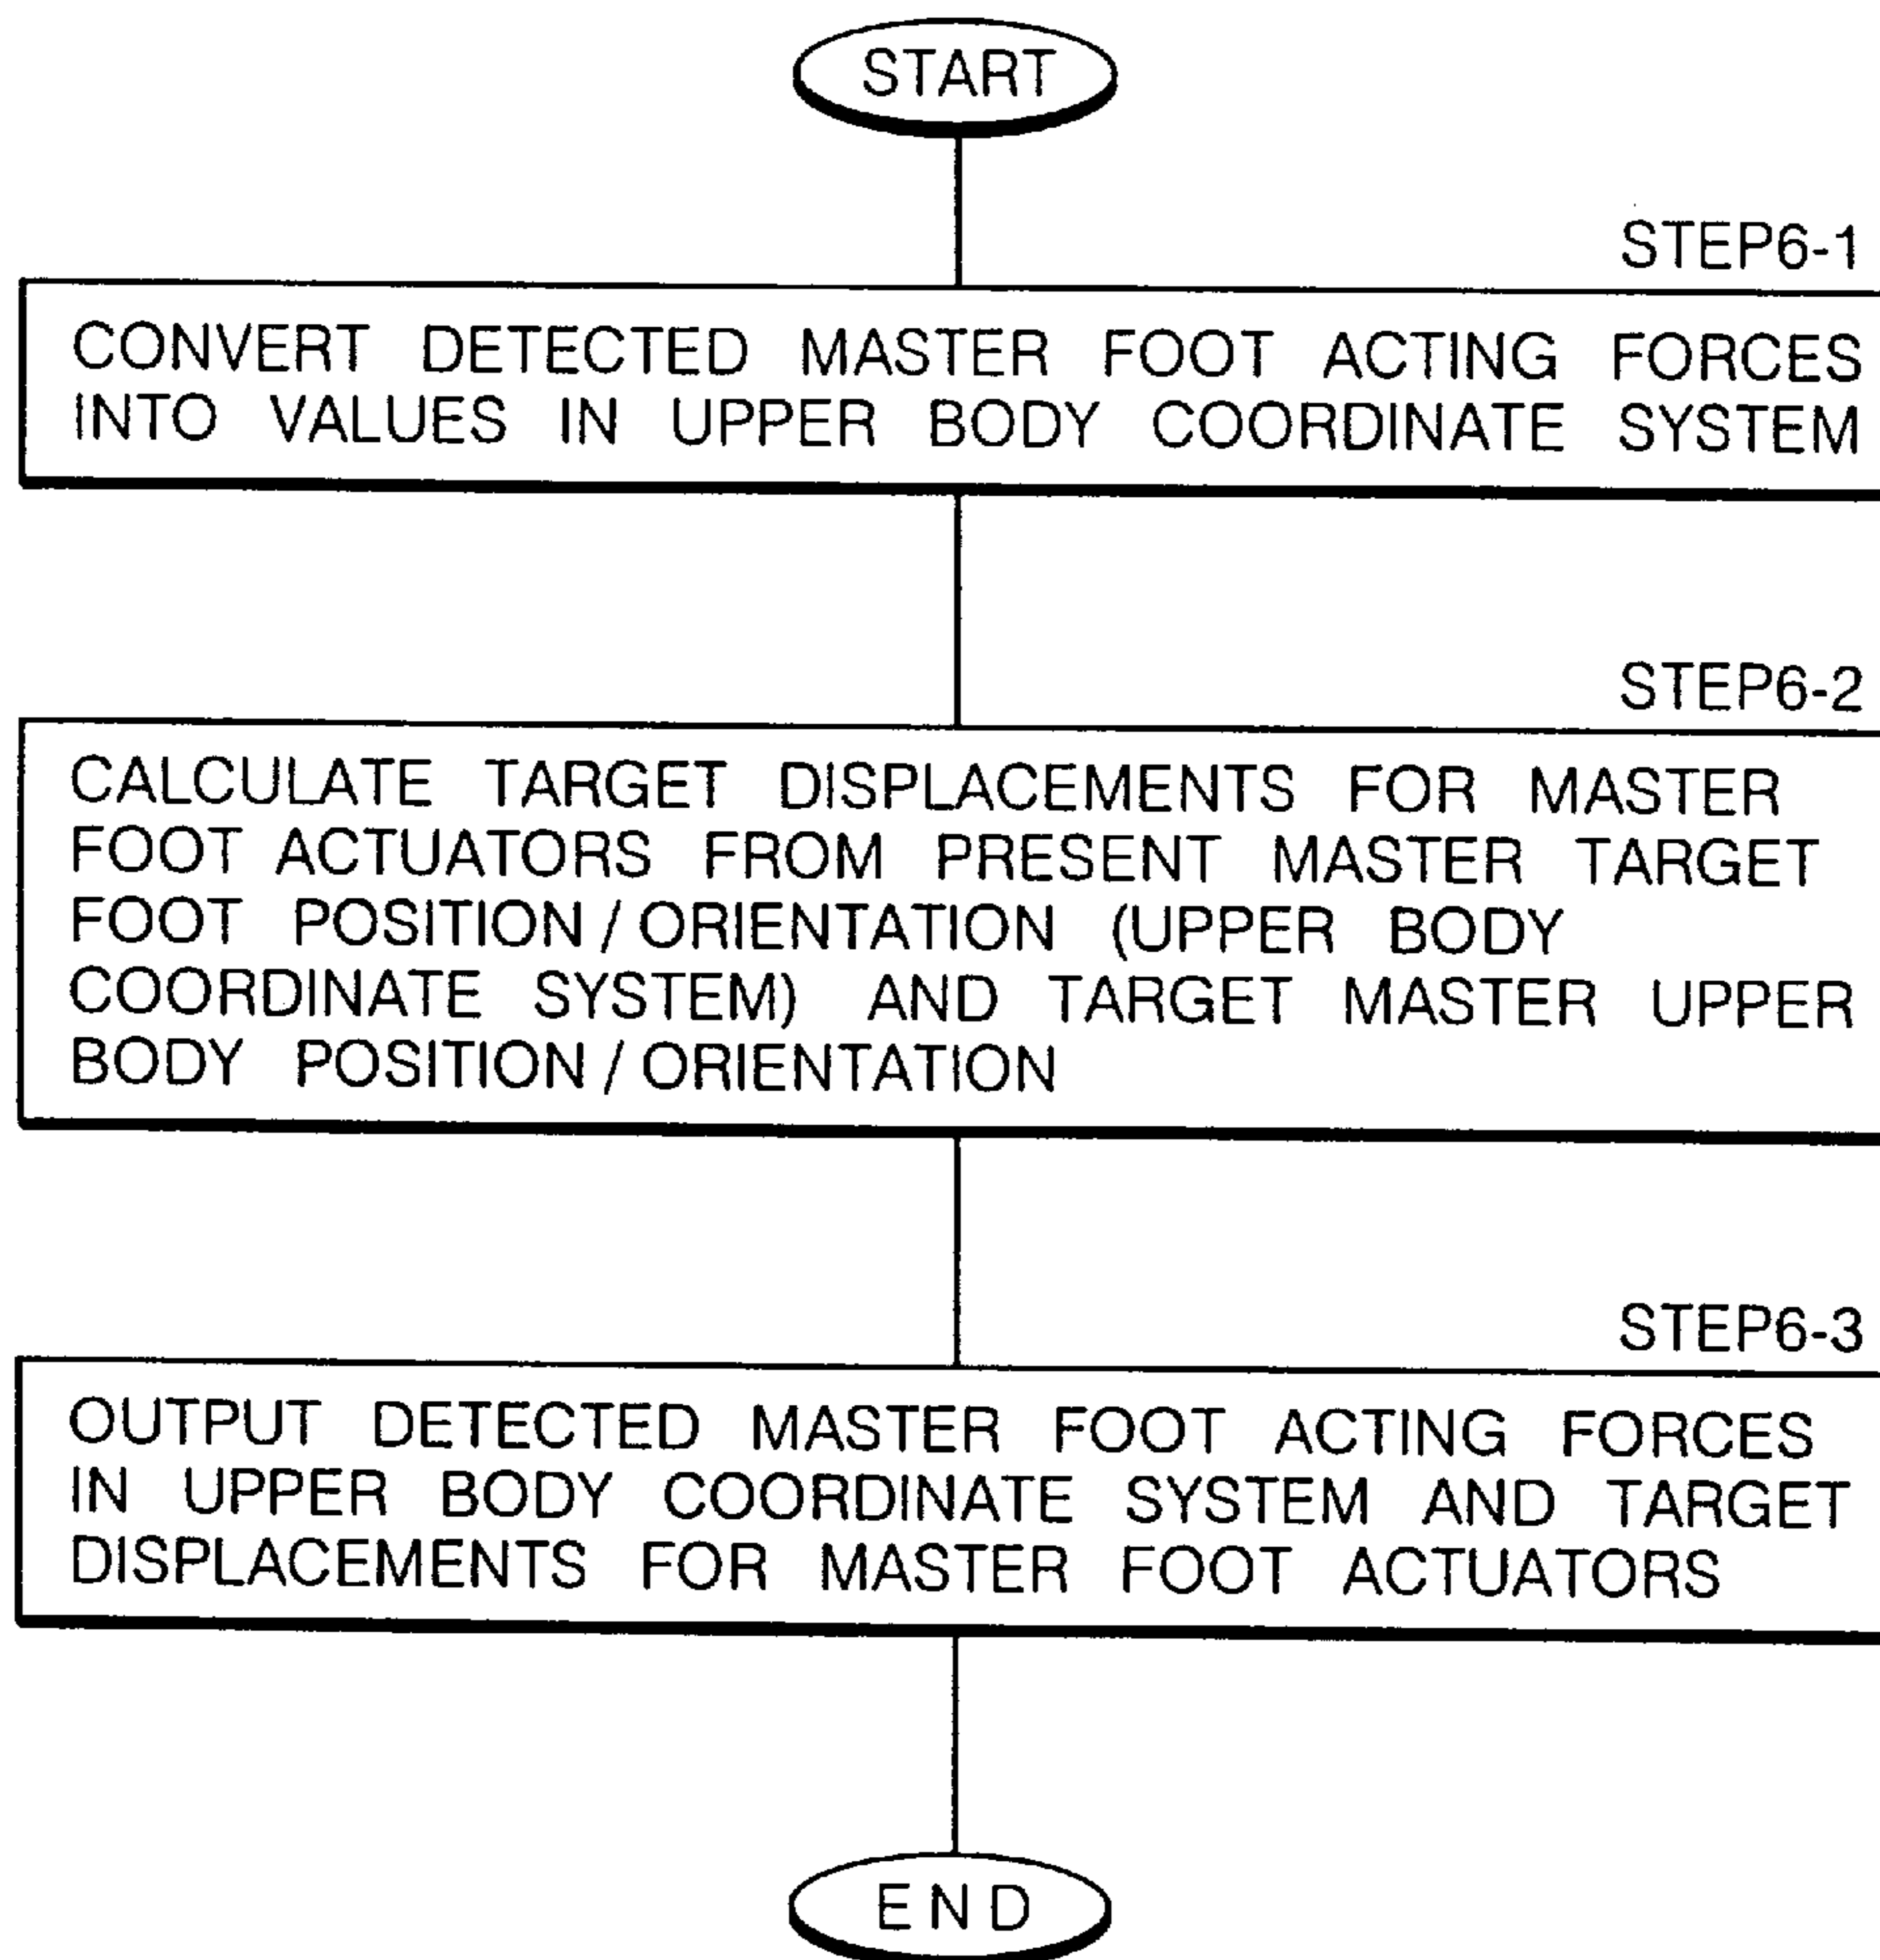 START
STEP6-1
CONVERT DETECTED MASTER FOOT ACTING FORCES
INTO VALUES IN UPPER BODY COORDINATE SYSTEM
STEP6-2
CALCULATE TARGET DISPLACEMENTS FOR MASTER
FOOT ACTUATORS FROM PRESENT MASTER TARGET
FOOT POSITION / ORIENTATION (UPPER BODY
COORDINATE SYSTEM) AND TARGET MASTER UPPER
BODY POSITION / ORIENTATION
STEP6-3
OUTPUT DETECTED MASTER FOOT ACTING FORCES
IN UPPER BODY COORDINATE SYSTEM AND TARGET
DISPLACEMENTS FOR MASTER FOOT ACTUATORS
END